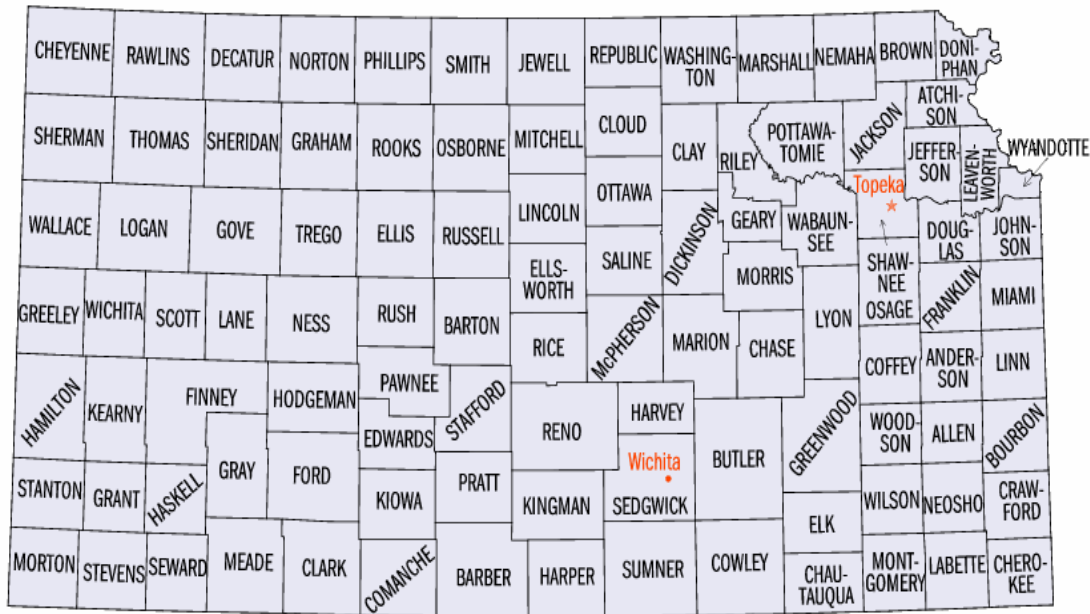 CHEYENNE
RAWLINS
DECATUR
NORTON
PHILLIPS
SMITH
JEWELL
REPUBLIC
WASHING-
TON
MARSHALL
NEMAHA
BROWN
DONI-
PHAN
ATCHI-
SON
SHERMAN
THOMAS
SHERIDAN
GRAHAM
ROOKS
OSBORNE
MITCHELL
CLOUD
CLAY
RILEY
POTTAWA-
TOMIE
JACKSON
JEFFER-
SON
LEAVEN-
WORTH
WYANDOTTE
Topeka
WALLACE
LOGAN
GOVE
TREGO
ELLIS
RUSSELL
LINCOLN
OTTAWA
SALINE
DICKINSON
GEARY
WABAUN-
SEE
SHAW-
NEE
DOUG-
LAS
JOHN-
SON
ELLS-
WORTH
MORRIS
GREELEY
WICHITA
SCOTT
LANE
NESS
RUSH
BARTON
RICE
McPHERSON
MARION
CHASE
LYON
OSAGE
FRANKLIN
MIAMI
HAMILTON
KEARNY
FINNEY
HODGEMAN
PAWNEE
STAFFORD
RENO
HARVEY
BUTLER
GREENWOOD
COFFEY
ANDER-
SON
LINN
GRAY
FORD
EDWARDS
WOOD-
SON
ALLEN
BOURBON
Wichita
SEDGWICK
STANTON
GRANT
HASKELL
KIOWA
PRATT
KINGMAN
ELK
WILSON
NEOSHO
CRAW-
FORD
MORTON
STEVENS
SEWARD
MEADE
CLARK
COMANCHE
BARBER
HARPER
SUMNER
COWLEY
CHAU-
TAUQUA
MONT-
GOMERY
LABETTE
CHERO-
KEE